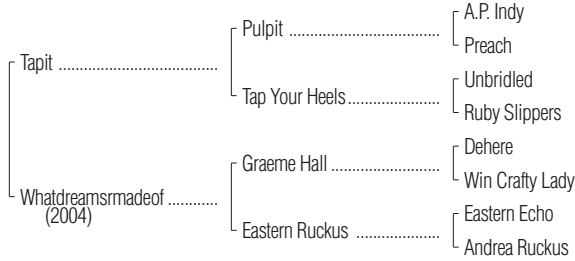 A.P. Indy
Pulpit ..............................
Preach
Tapit ...................................
Unbridled
Tap Your Heels....................
Ruby Slippers
Dehere
Graeme Hall ........................
Win Crafty Lady
Whatdreamsrmadeof ...........
(2004)
Eastern Echo
Eastern Ruckus ..................
Andrea Ruckus